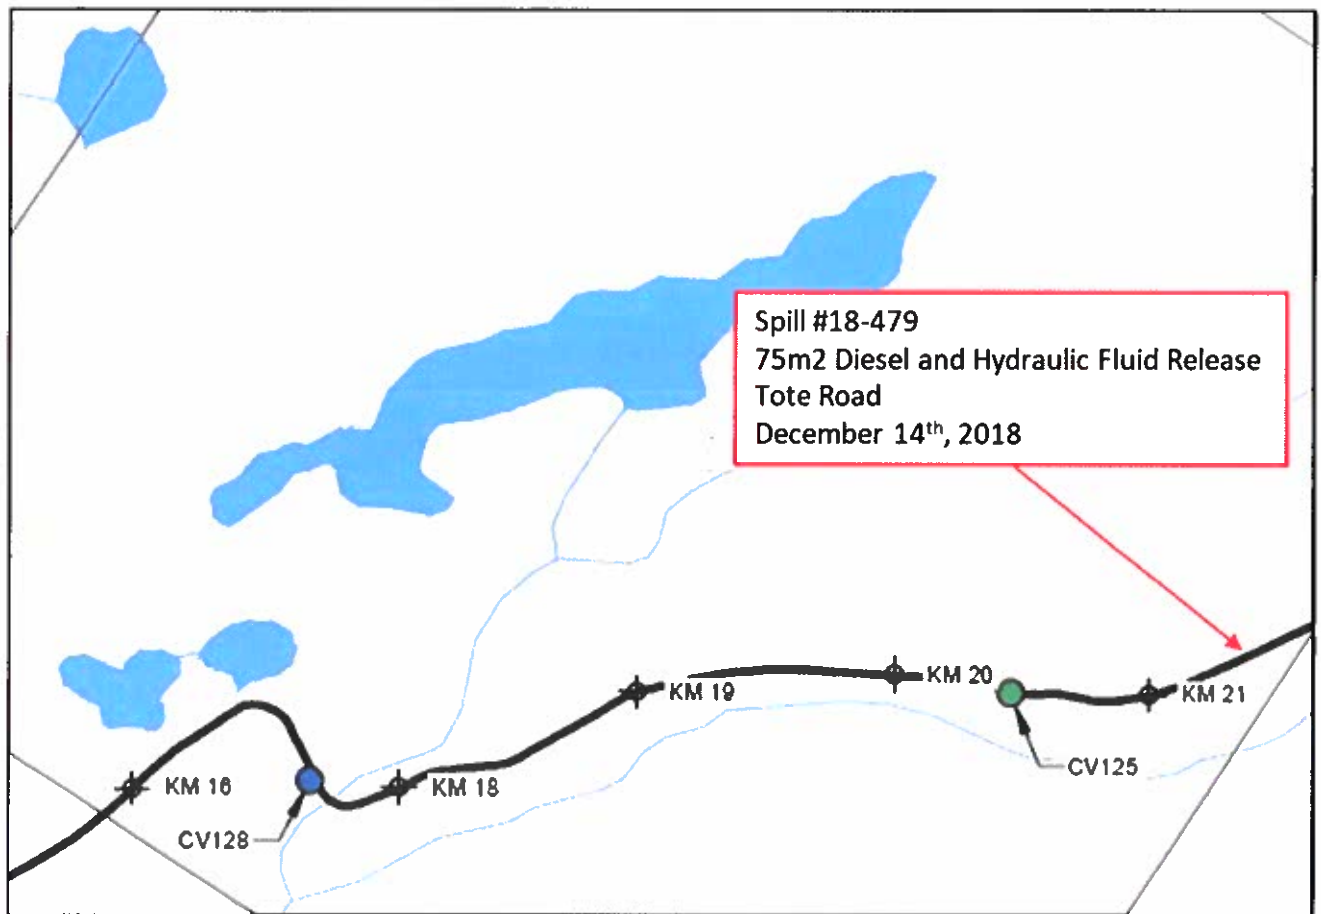 Spill #18-479
75m2 Diesel and Hydraulic Fluid Release
Tote Road
December 14th, 2018
KM 20
KM 19
KM 21
CV125
KM 16
KM 18
CV128